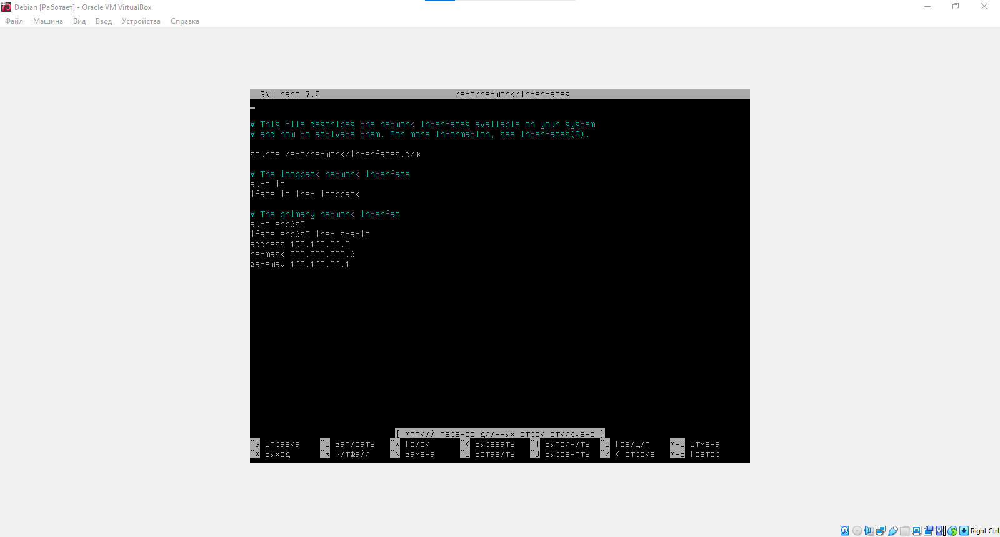 Debian [Работает] - Oracle VM VirtualBox
Файл Машина Вид Ввод Устройства Справка
GNU nano 7.2 /etc/network/interfaces
# This file describes the network interfaces available on your system
# and how to activate them. For more information, see interfaces(5).
source /etc/network/interfaces.d/*
# The loopback network interface
auto lo
iface lo inet loopback
# The primary network interfac
auto enp0s3
iface enp0s3 inet static
address 192.168.56.5
netmask 255.255.255.0
gateway 162.168.56.1
[ Мягкий перенос длинных строк отключено ]
^G Справка ^O Записать ^W Поиск ^K Вырезать ^T Выполнить ^C Позиция M-U Отмена
^X Выход ^R ЧитФайл ^\ Замена ^U Вставить ^J Выровнять ^/ К строке M-E Повтор
Right Ctrl